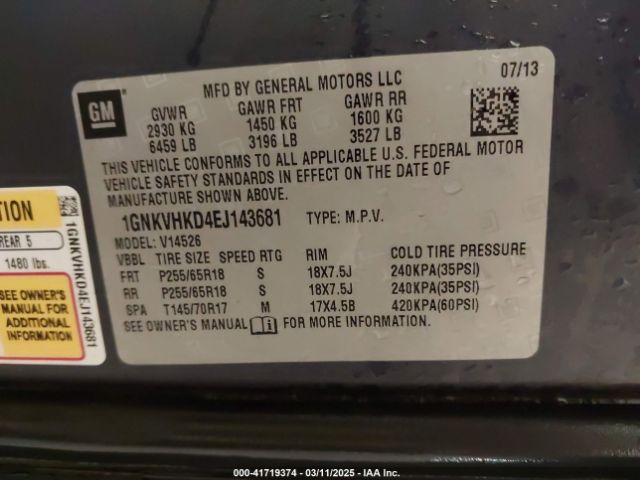 GM
MFD BY GENERAL MOTORS LLC
07/13
GVWR GAWR FRT GAWR RR
2930 KG 1450 KG 1600 KG
6459 LB 3196 LB 3527 LB
THIS VEHICLE CONFORMS TO ALL APPLICABLE U.S. FEDERAL MOTOR
VEHICLE SAFETY STANDARDS IN EFFECT ON THE DATE OF
MANUFACTURE SHOWN ABOVE.
1GNKVHKD4EJ143681 TYPE: M.P.V.
MODEL: V14526
VBBL TIRE SIZE SPEED RTG RIM COLD TIRE PRESSURE
FRT P255/65R18 S 18X7.5J 240KPA(35PSI)
RR P255/65R18 S 18X7.5J 240KPA(35PSI)
SPA T145/70R17 M 17X4.5B 420KPA(60PSI)
SEE OWNER'S MANUAL i FOR MORE INFORMATION.
TION
REAR 5
1480 lbs.
SEE OWNER'S
MANUAL FOR
ADDITIONAL
INFORMATION
1GNKVHKD4EJ143681
000-41719374 | 03/11/2025 | IAA Inc.